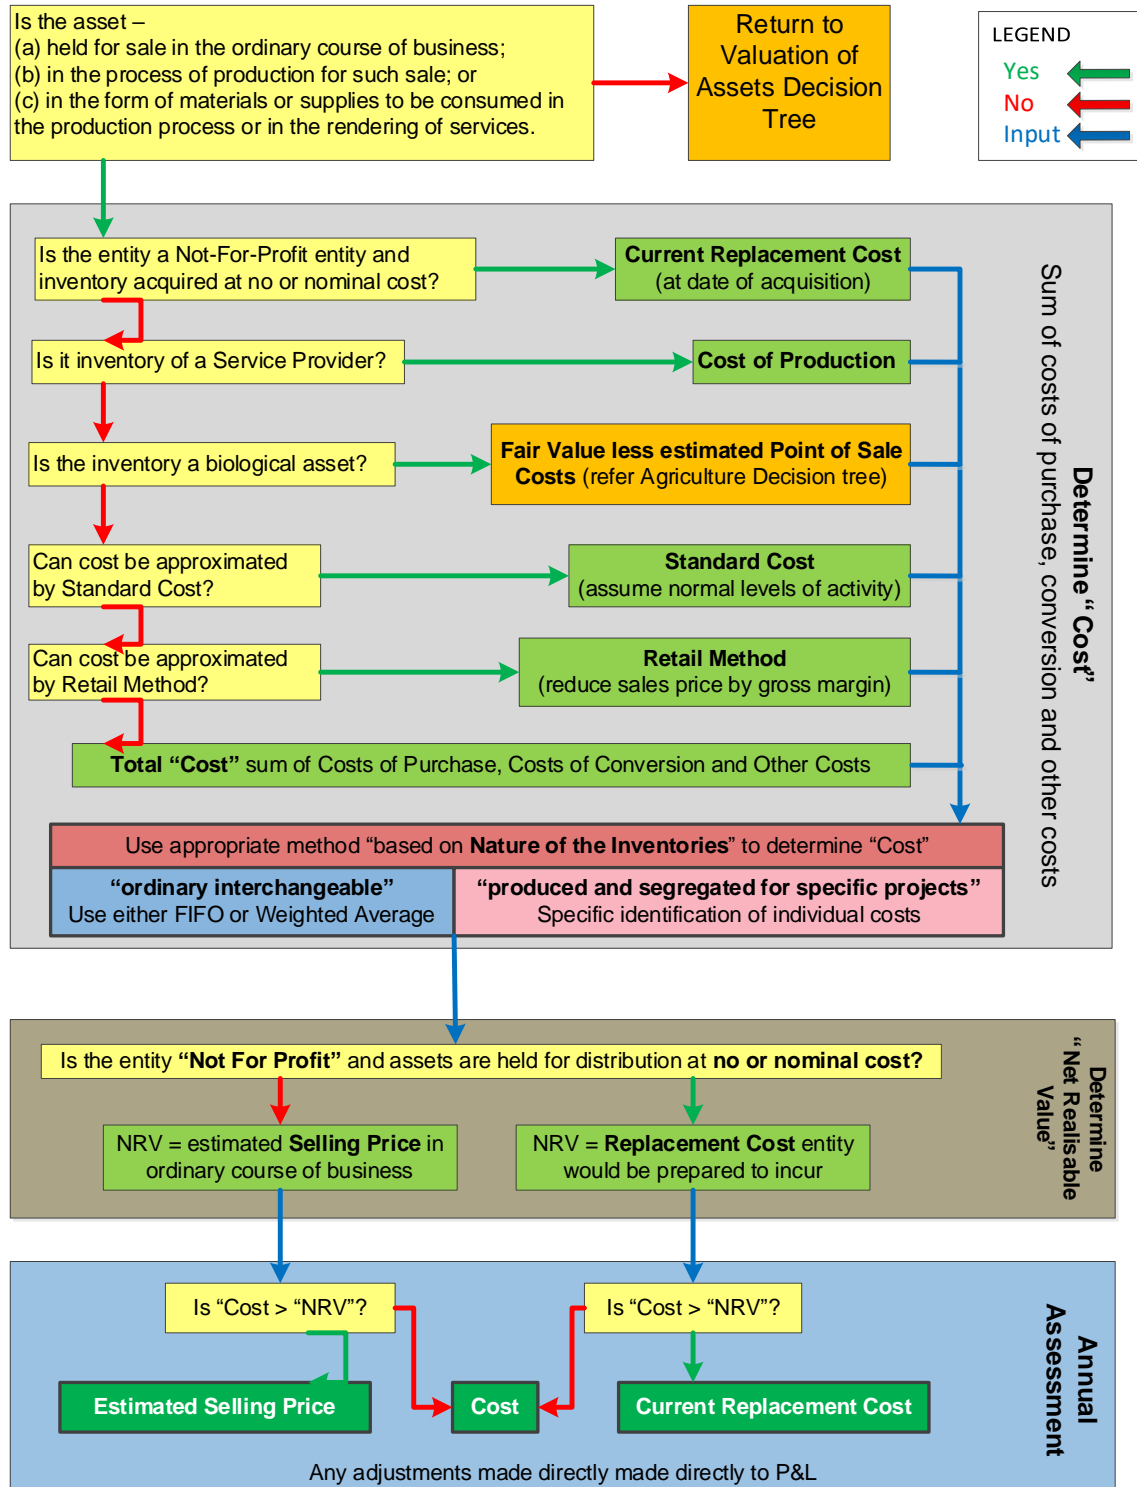 Is the asset –
(a) held for sale in the ordinary course of business;
(b) in the process of production for such sale; or
(c) in the form of materials or supplies to be consumed in
the production process or in the rendering of services.
Return to
Valuation of
Assets Decision
Tree
LEGEND
Yes
No
Input
Is the entity a Not-For-Profit entity and
inventory acquired at no or nominal cost?
Current Replacement Cost
(at date of acquisition)
Is it inventory of a Service Provider?
Cost of Production
Is the inventory a biological asset?
Fair Value less estimated Point of Sale
Costs (refer Agriculture Decision tree)
Can cost be approximated
by Standard Cost?
Standard Cost
(assume normal levels of activity)
Can cost be approximated
by Retail Method?
Retail Method
(reduce sales price by gross margin)
Total “Cost” sum of Costs of Purchase, Costs of Conversion and Other Costs
Determine “Cost”
Sum of costs of purchase, conversion and other costs
Use appropriate method “based on Nature of the Inventories” to determine “Cost”
“ordinary interchangeable”
Use either FIFO or Weighted Average
“produced and segregated for specific projects”
Specific identification of individual costs
Is the entity “Not For Profit” and assets are held for distribution at no or nominal cost?
NRV = estimated Selling Price in
ordinary course of business
NRV = Replacement Cost entity
would be prepared to incur
Determine
“Net Realisable
Value”
Is “Cost > “NRV”?
Is “Cost > “NRV”?
Estimated Selling Price
Cost
Current Replacement Cost
Annual
Assessment
Any adjustments made directly made directly to P&L